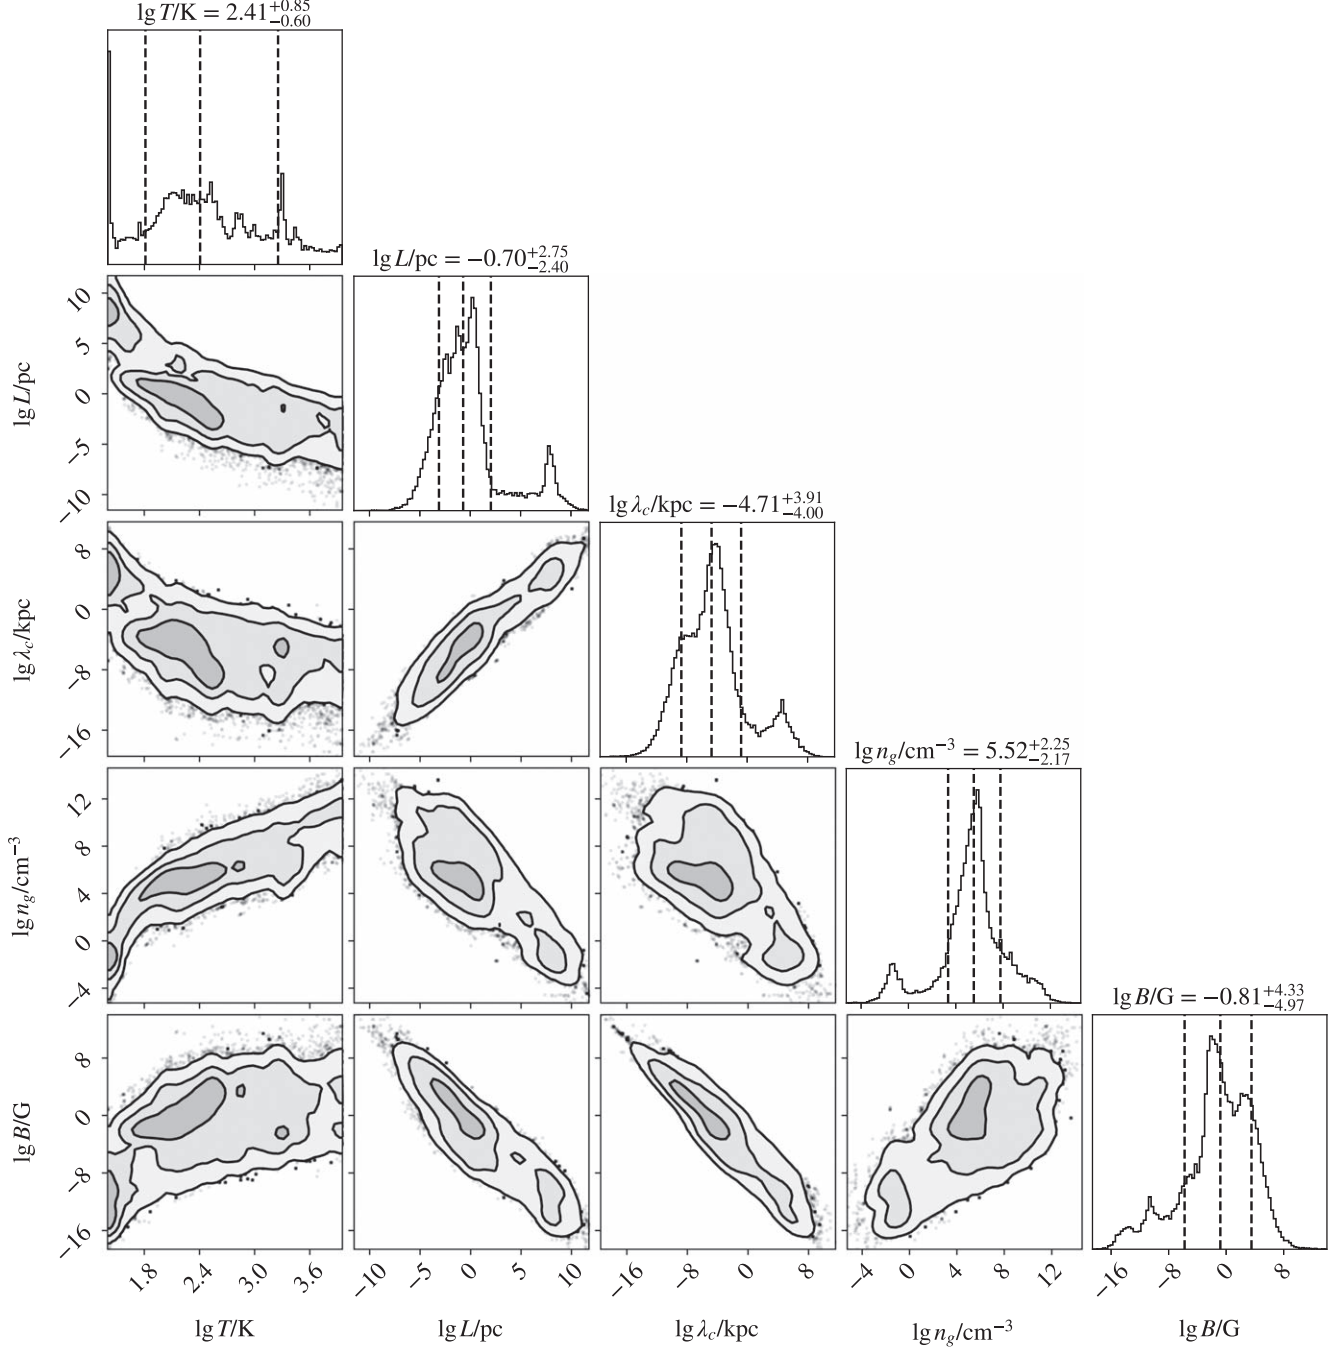 lg T/K = 2.41+0.85−0.60
lg L/pc = −0.70+2.75−2.40
10
5
0
−5
−10
lg L/pc
lg λc/kpc = −4.71+3.91−4.00
8
0
−8
−16
lg λc/kpc
lg ng/cm−3 = 5.52+2.25−2.17
12
8
4
0
−4
lg ng/cm−3
lg B/G = −0.81+4.33−4.97
8
0
−8
−16
lg B/G
1.8 2.4 3.0 3.6 −10 −5 0 5 10 −16 −8 0 8 −4 0 4 8 12 −16 −8 0 8
lg T/K lg L/pc lg λc/kpc lg ng/cm−3 lg B/G